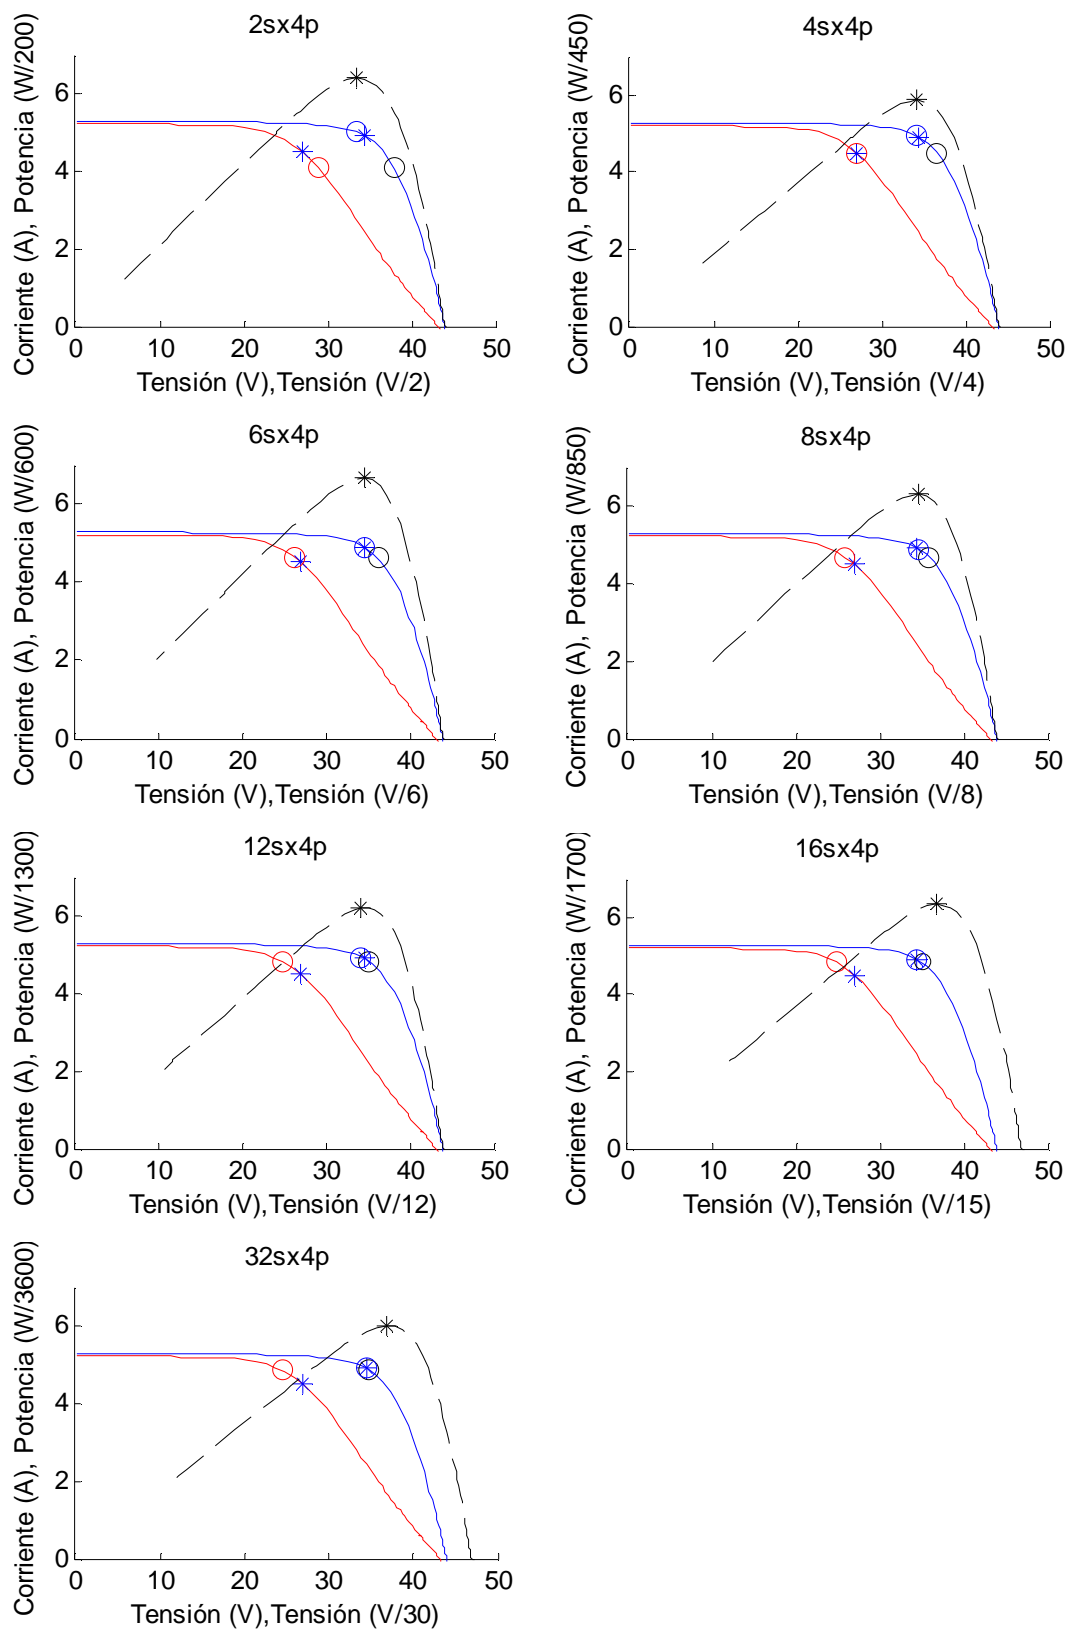 2sx4p
Corriente (A), Potencia (W/200)
6
4
2
0
0 10 20 30 40 50
Tensión (V),Tensión (V/2)
4sx4p
Corriente (A), Potencia (W/450)
6
4
2
0
0 10 20 30 40 50
Tensión (V),Tensión (V/4)
6sx4p
Corriente (A), Potencia (W/600)
6
4
2
0
0 10 20 30 40 50
Tensión (V),Tensión (V/6)
8sx4p
Corriente (A), Potencia (W/850)
6
4
2
0
0 10 20 30 40 50
Tensión (V),Tensión (V/8)
12sx4p
Corriente (A), Potencia (W/1300)
6
4
2
0
0 10 20 30 40 50
Tensión (V),Tensión (V/12)
16sx4p
Corriente (A), Potencia (W/1700)
6
4
2
0
0 10 20 30 40 50
Tensión (V),Tensión (V/15)
32sx4p
Corriente (A), Potencia (W/3600)
6
4
2
0
0 10 20 30 40 50
Tensión (V),Tensión (V/30)